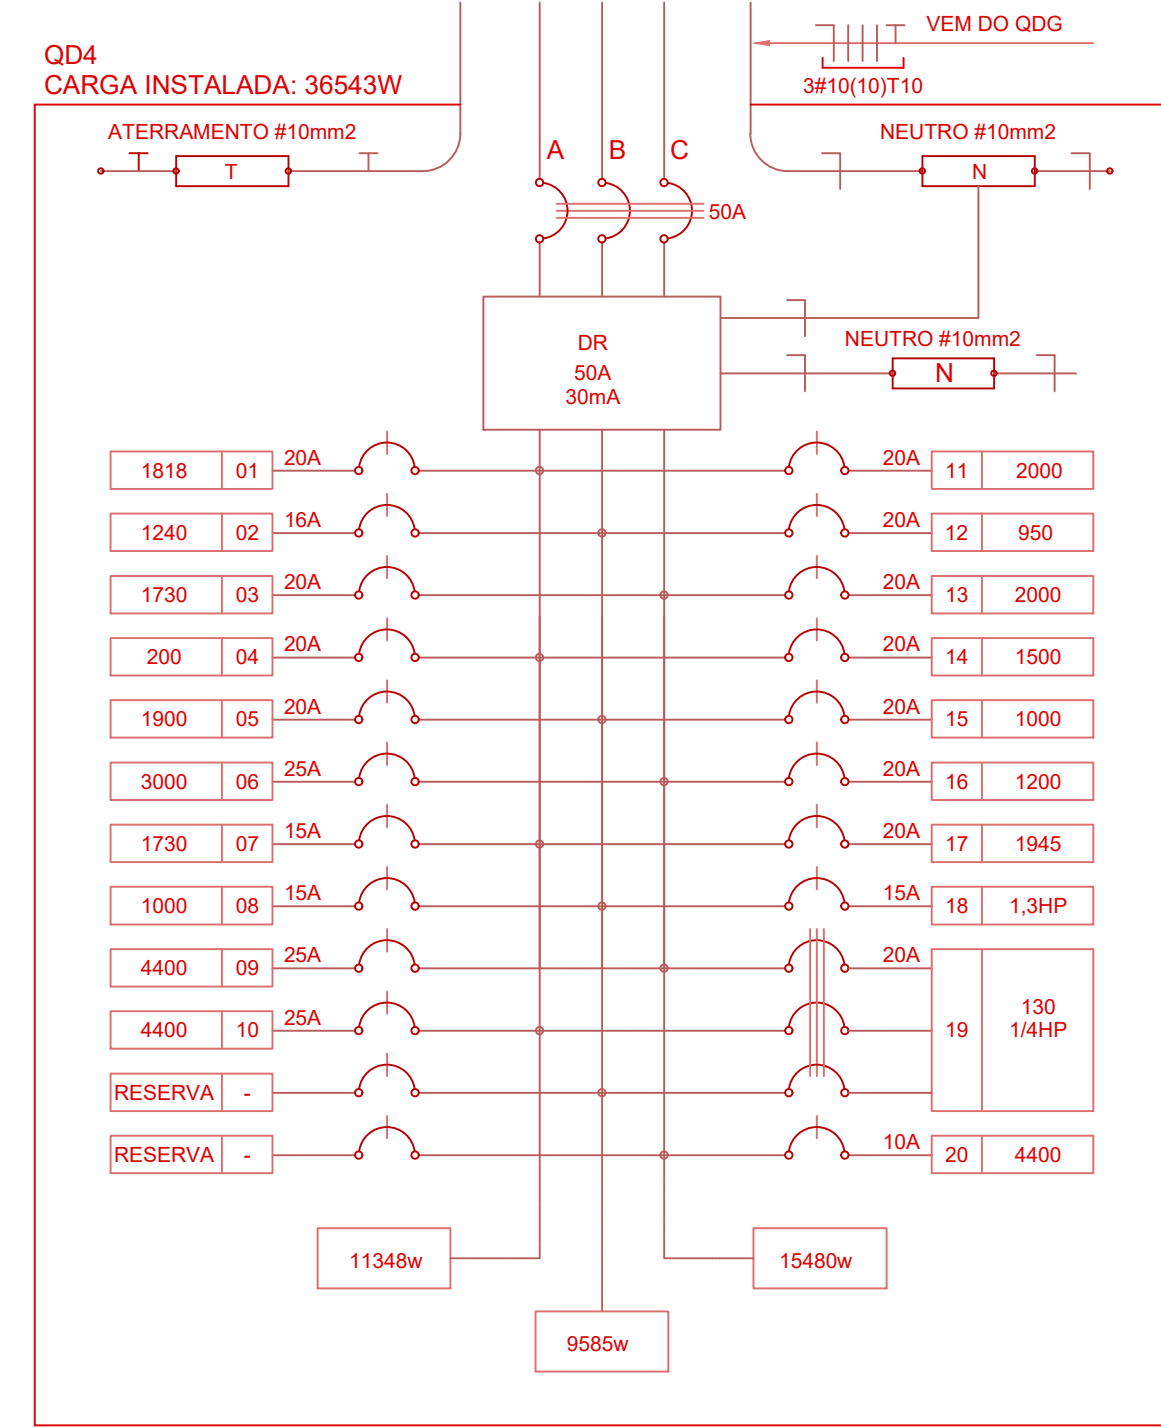 VEM DO QDG
3#10(10)T10
QD4
CARGA INSTALADA: 36543W
ATERRAMENTO #10mm2
T
NEUTRO #10mm2
N
A B C
50A
DR
50A
30mA
NEUTRO #10mm2
N
1818 01 20A 20A 11 2000
1240 02 16A 20A 12 950
1730 03 20A 20A 13 2000
200 04 20A 20A 14 1500
1900 05 20A 20A 15 1000
3000 06 25A 20A 16 1200
1730 07 15A 20A 17 1945
1000 08 15A 15A 18 1,3HP
4400 09 25A 20A
4400 10 25A 19 130
1/4HP
RESERVA -
RESERVA - 10A 20 4400
11348w
15480w
9585w